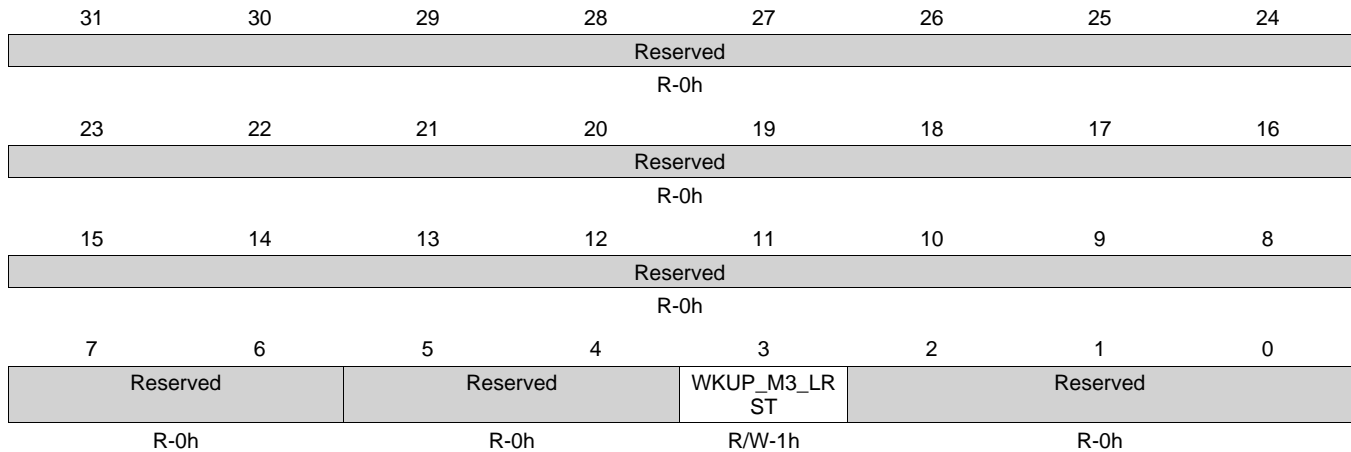 31 30 29 28 27 26 25 24
Reserved
R-0h
23 22 21 20 19 18 17 16
Reserved
R-0h
15 14 13 12 11 10 9 8
Reserved
R-0h
7 6 5 4 3 2 1 0
Reserved Reserved WKUP_M3_LR Reserved
ST
R-0h R-0h R/W-1h R-0h